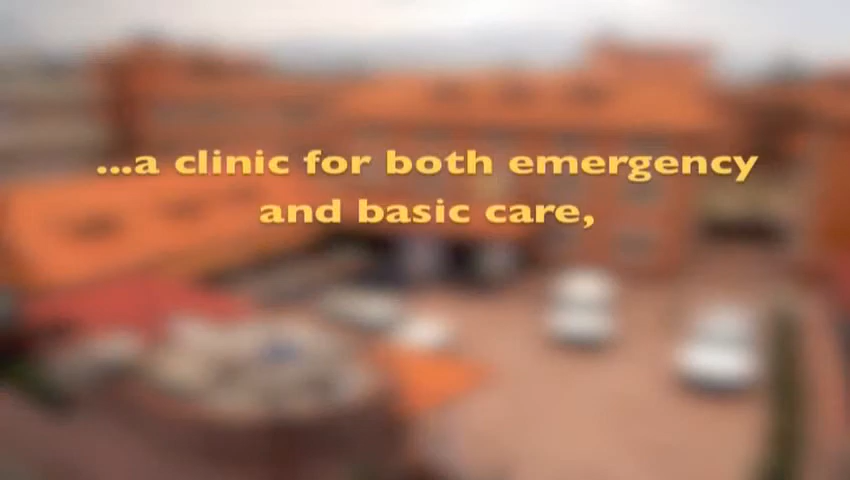 ...a clinic for both emergency
and basic care,